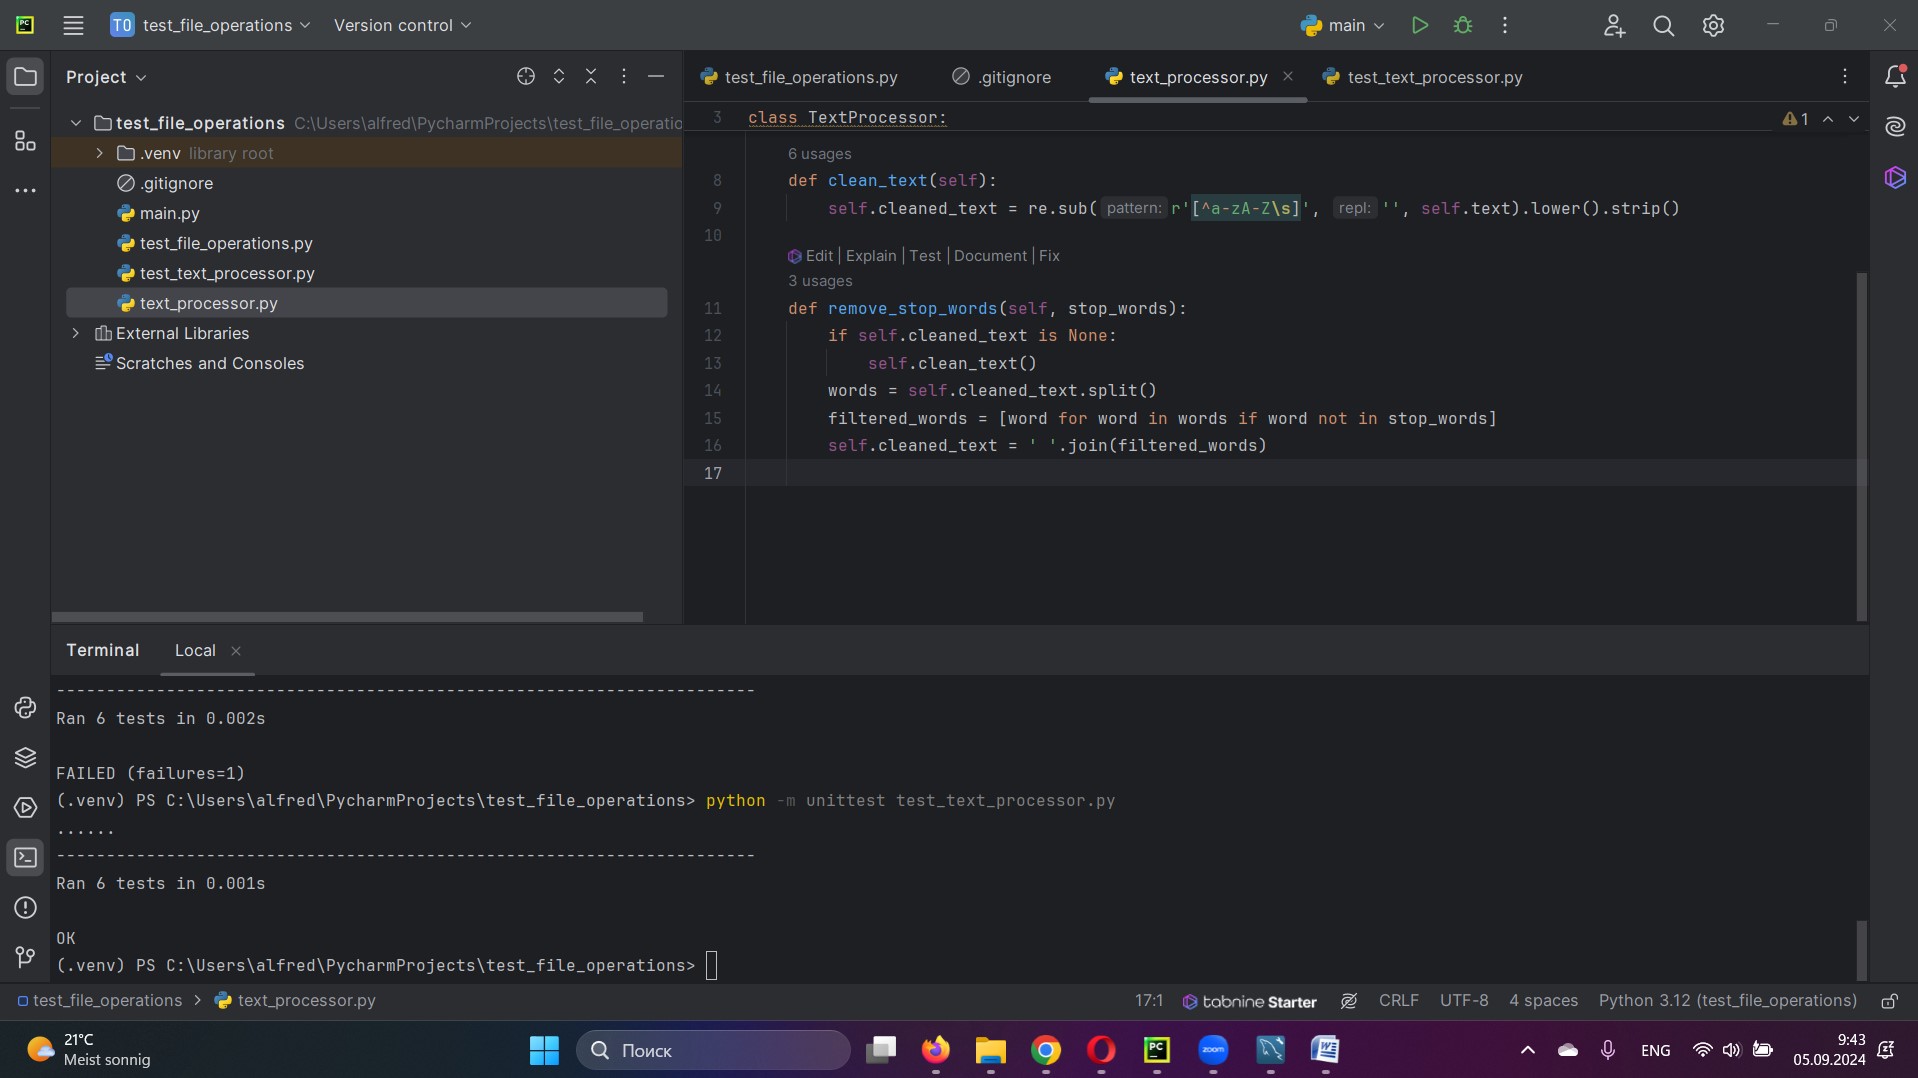 TO test_file_operations Version control main
Project
test_file_operations C:\Users\alfred\PycharmProjects\test_file_operatio
.venv library root
.gitignore
main.py
test_file_operations.py
test_text_processor.py
text_processor.py
External Libraries
Scratches and Consoles
test_file_operations.py .gitignore text_processor.py test_text_processor.py
3 class TextProcessor: 1
6 usages
8 def clean_text(self):
9 self.cleaned_text = re.sub( pattern: r'[^a-zA-Z\s]', repl: '', self.text).lower().strip()
10
Edit | Explain | Test | Document | Fix
3 usages
11 def remove_stop_words(self, stop_words):
12 if self.cleaned_text is None:
13 self.clean_text()
14 words = self.cleaned_text.split()
15 filtered_words = [word for word in words if word not in stop_words]
16 self.cleaned_text = ' '.join(filtered_words)
17
Terminal Local
----------------------------------------------------------------------
Ran 6 tests in 0.002s
FAILED (failures=1)
(.venv) PS C:\Users\alfred\PycharmProjects\test_file_operations> python -m unittest test_text_processor.py
......
----------------------------------------------------------------------
Ran 6 tests in 0.001s
OK
(.venv) PS C:\Users\alfred\PycharmProjects\test_file_operations>
test_file_operations > text_processor.py 17:1 tabnine Starter CRLF UTF-8 4 spaces Python 3.12 (test_file_operations)
21°C
Meist sonnig
Поиск
PC
zoom
ENG
9:43
05.09.2024